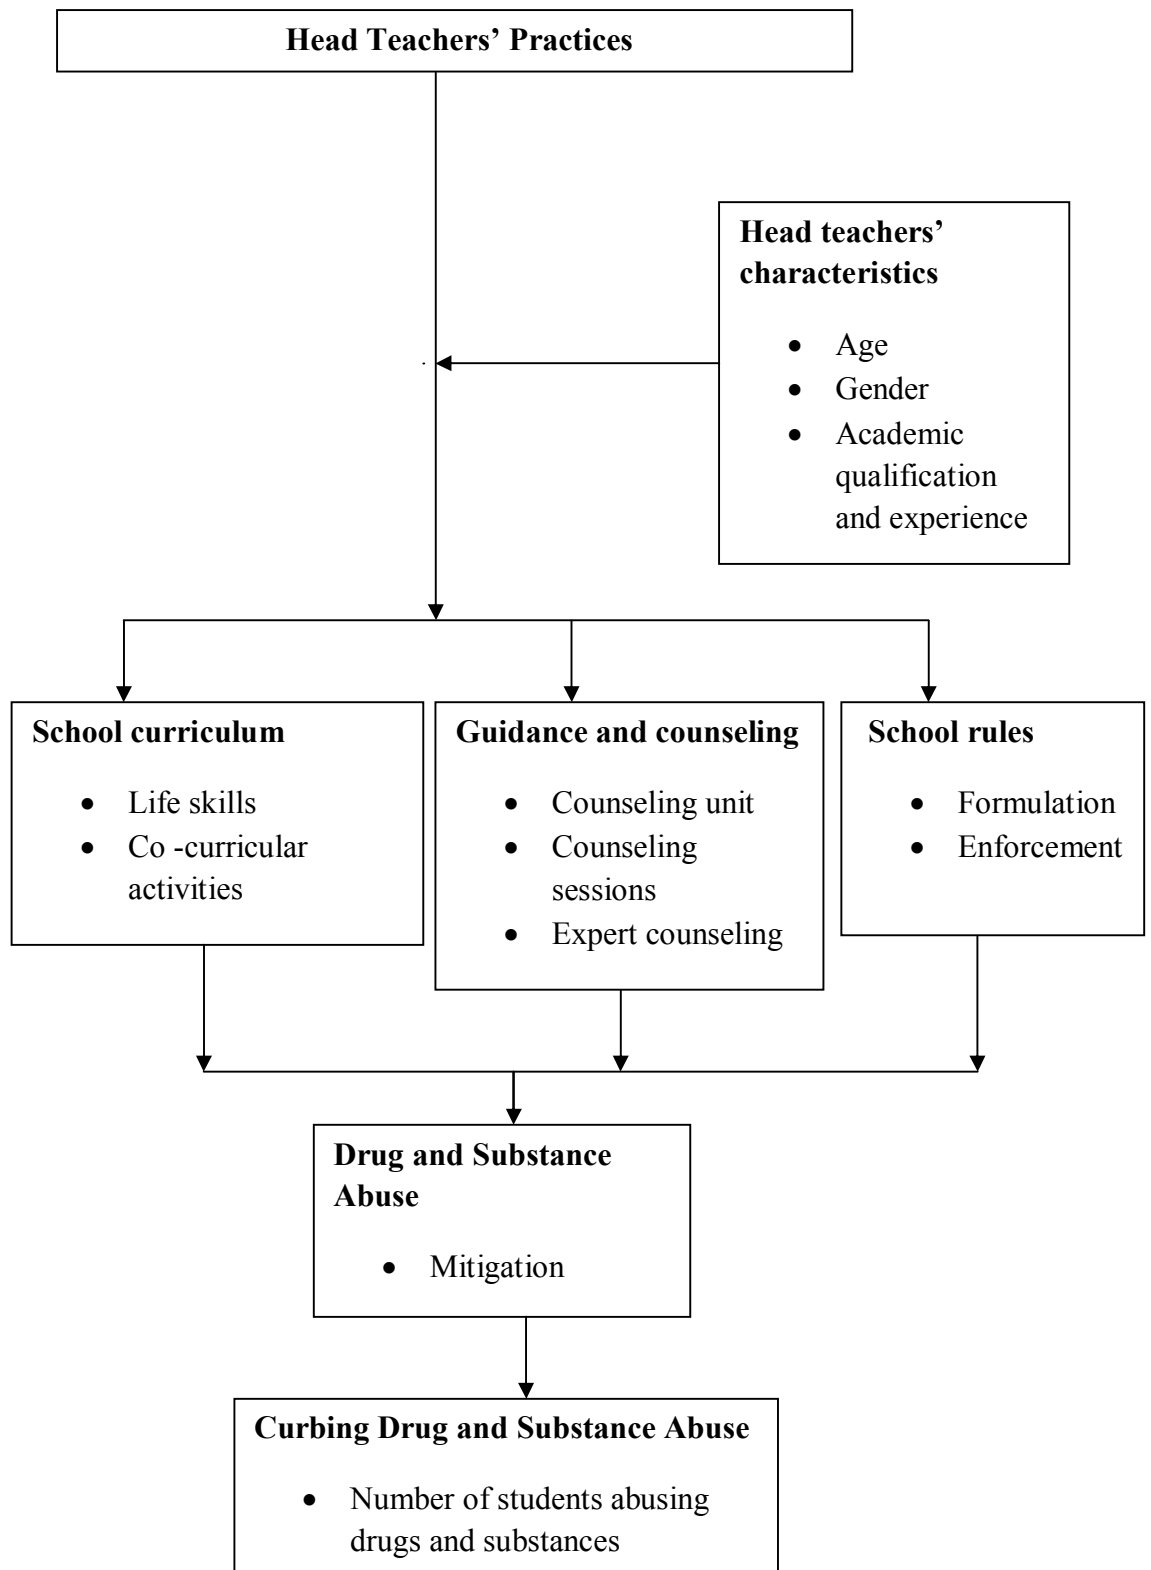 Head Teachers’ Practices
Head teachers’
characteristics
• Age
• Gender
• Academic
qualification
and experience
School curriculum
• Life skills
• Co -curricular
activities
Guidance and counseling
• Counseling unit
• Counseling
sessions
• Expert counseling
School rules
• Formulation
• Enforcement
Drug and Substance
Abuse
• Mitigation
Curbing Drug and Substance Abuse
• Number of students abusing
drugs and substances